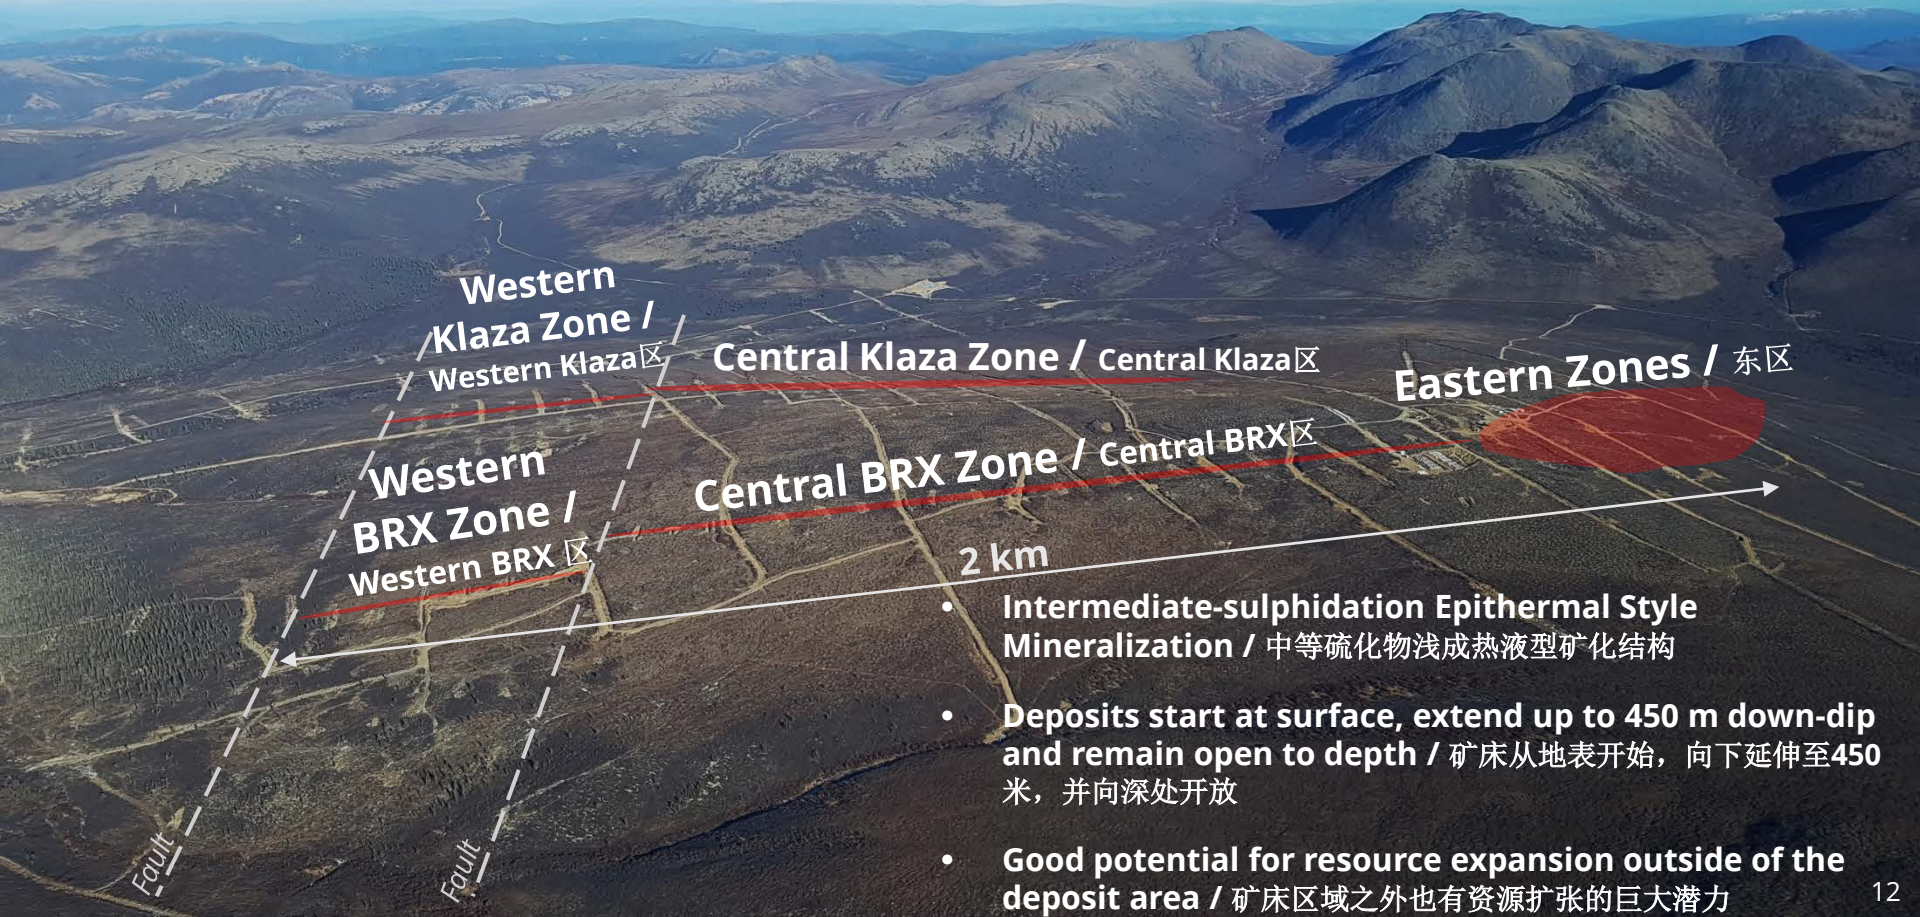 Western
Klaza Zone /
Western Klaza区
Central Klaza Zone / Central Klaza区
Eastern Zones / 东区
Western
BRX Zone /
Western BRX 区
Central BRX Zone / Central BRX区
2 km
• Intermediate-sulphidation Epithermal Style
Mineralization / 中等硫化物浅成热液型矿化结构
• Deposits start at surface, extend up to 450 m down-dip
and remain open to depth / 矿床从地表开始，向下延伸至450
米，并向深处开放
• Good potential for resource expansion outside of the
deposit area / 矿床区域之外也有资源扩张的巨大潜力
Fault
Fault
12